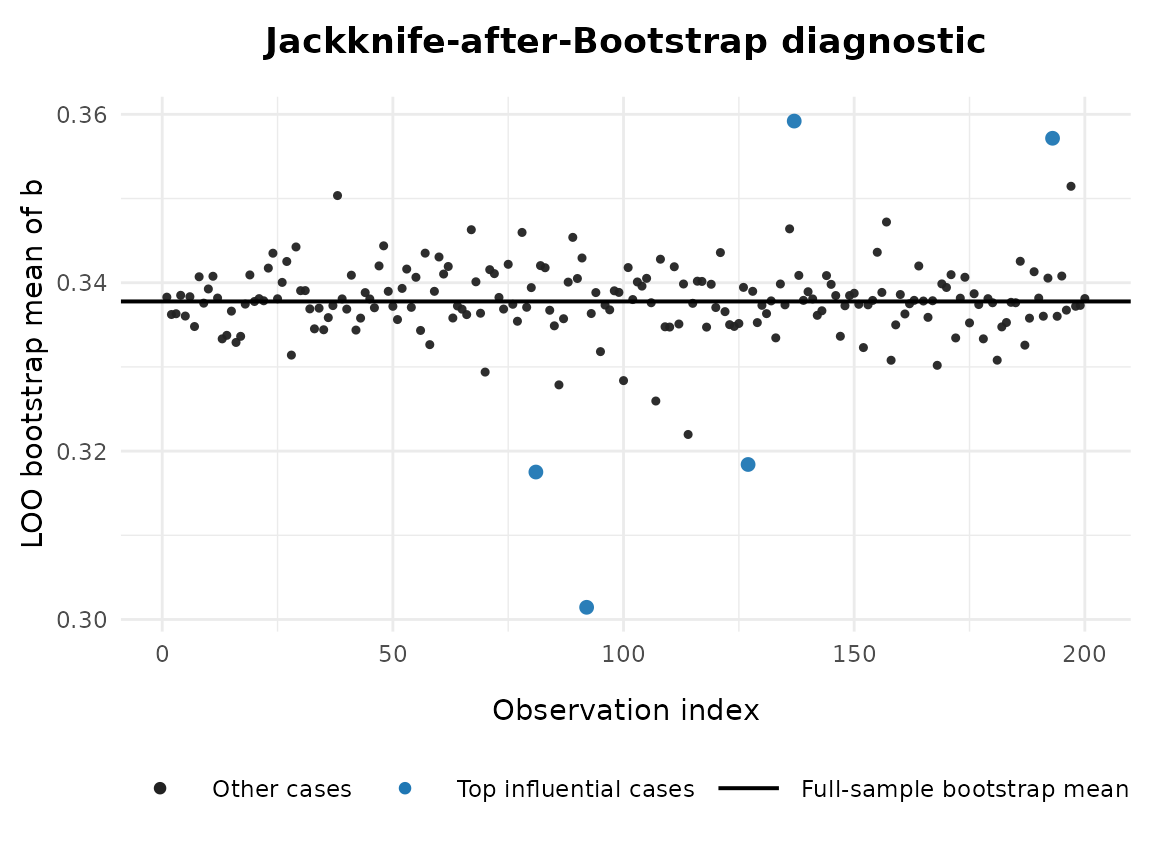 Jackknife-after-Bootstrap diagnostic
LOO bootstrap mean of b
0.36
0.34
0.32
0.30
0
50
100
150
200
Observation index
Other cases
Top influential cases
Full-sample bootstrap mean